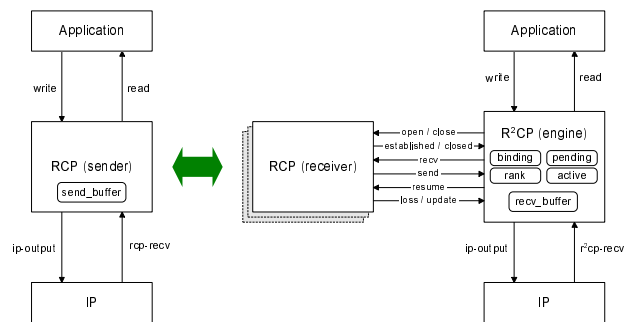 Application
write
read
RCP (sender)
send_buffer
ip-output
rcp-recv
IP
RCP (receiver)
open / close
established / closed
recv
send
resume
loss / update
Application
write
read
R²CP (engine)
binding
pending
rank
active
recv_buffer
ip-output
r²cp-recv
IP